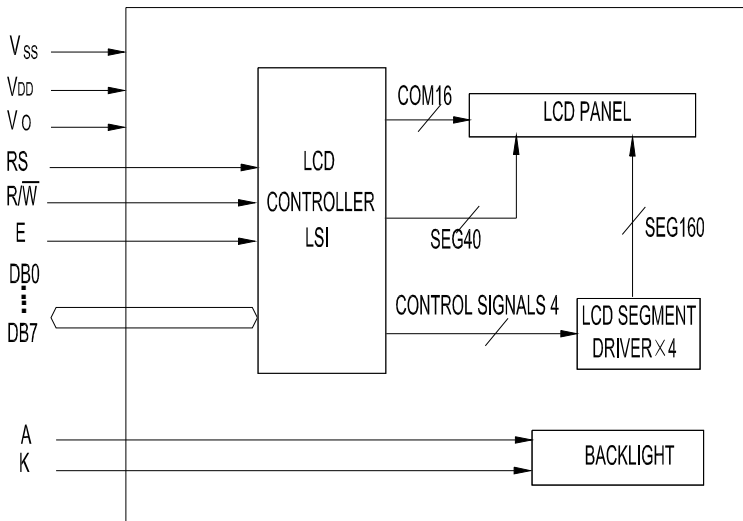 VSS
VDD
VO
RS
R/W̅
E
DB0
DB7
A
K
LCD
CONTROLLER
LSI
COM16
SEG40
CONTROL SIGNALS 4
LCD PANEL
SEG160
LCD SEGMENT
DRIVER×4
BACKLIGHT